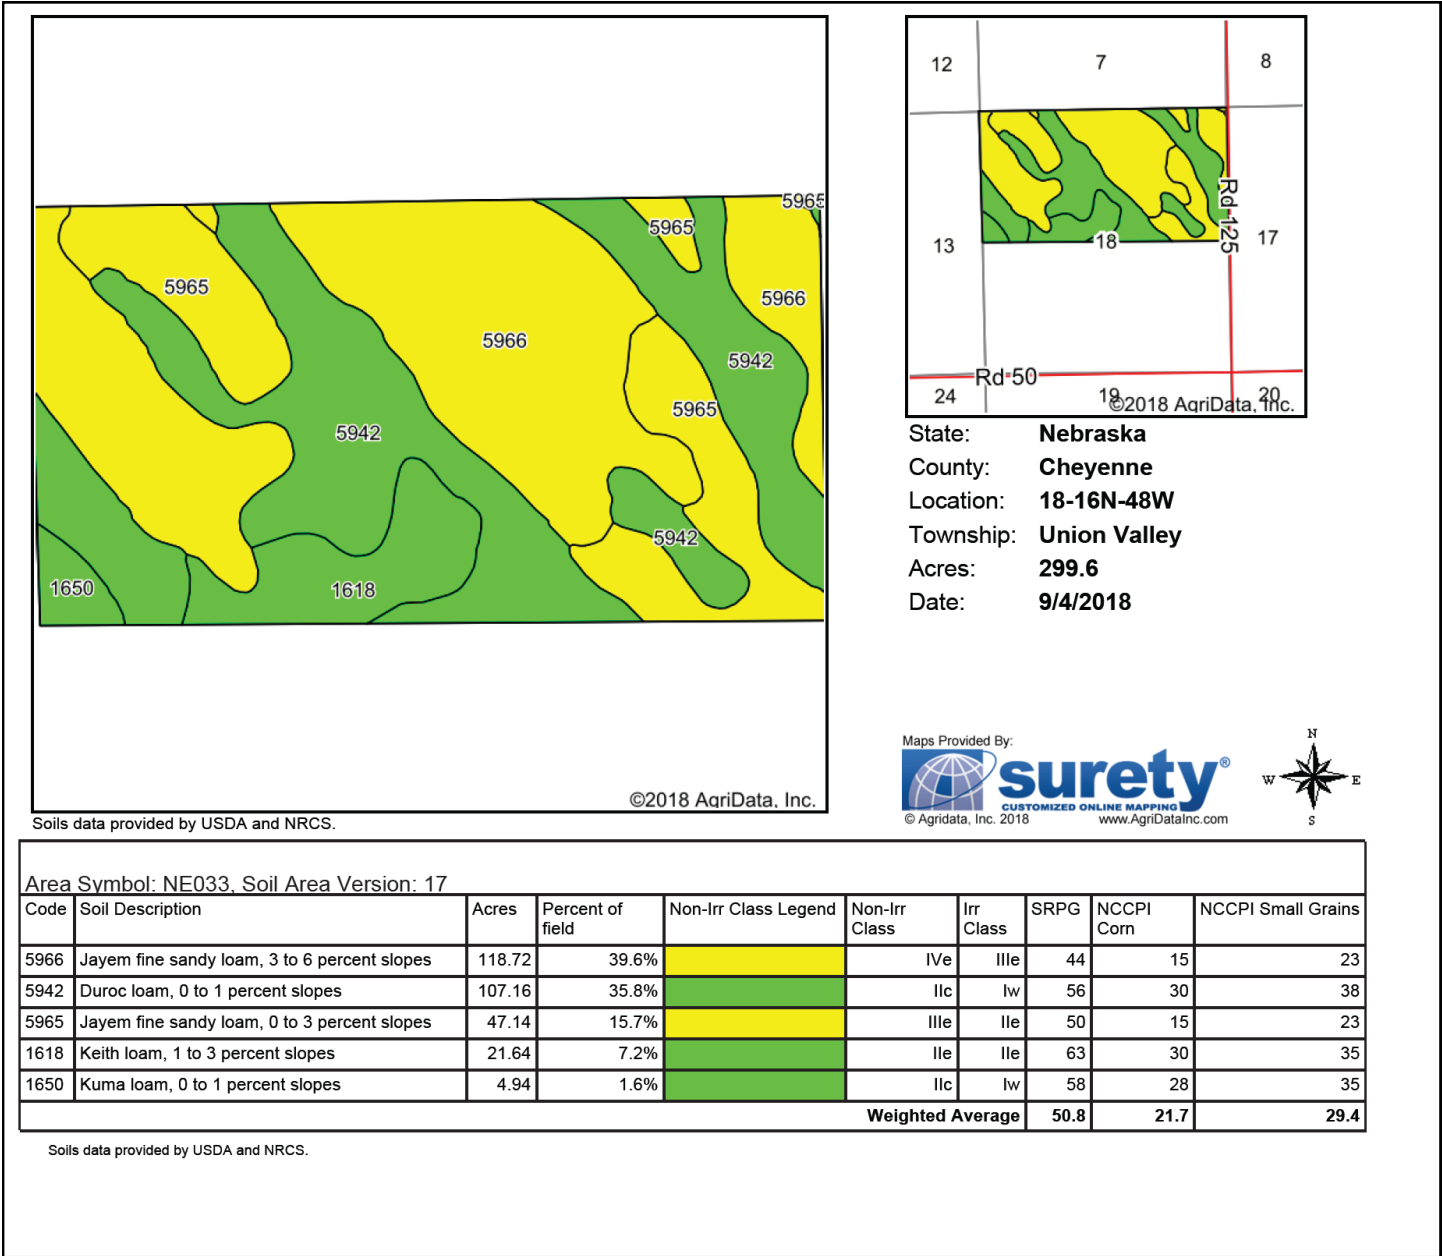 5965
5965
5965
5966
5966
5942
5965
5942
5942
1650
1618
©2018 AgriData, Inc.
Soils data provided by USDA and NRCS.
12
7
8
13
18
17
Rd 125
Rd 50
24
19
20
©2018 AgriData, Inc.
State: Nebraska
County: Cheyenne
Location: 18-16N-48W
Township: Union Valley
Acres: 299.6
Date: 9/4/2018
Maps Provided By:
surety®
CUSTOMIZED ONLINE MAPPING
© Agridata, Inc. 2018 www.AgriDataInc.com
N
W E
S
Area Symbol: NE033, Soil Area Version: 17
Code Soil Description Acres Percent of field Non-Irr Class Legend Non-Irr Class Irr Class SRPG NCCPI Corn NCCPI Small Grains
5966 Jayem fine sandy loam, 3 to 6 percent slopes 118.72 39.6% IVe IIIe 44 15 23
5942 Duroc loam, 0 to 1 percent slopes 107.16 35.8% IIc Iw 56 30 38
5965 Jayem fine sandy loam, 0 to 3 percent slopes 47.14 15.7% IIIe IIe 50 15 23
1618 Keith loam, 1 to 3 percent slopes 21.64 7.2% IIe IIe 63 30 35
1650 Kuma loam, 0 to 1 percent slopes 4.94 1.6% IIc Iw 58 28 35
Weighted Average 50.8 21.7 29.4
Soils data provided by USDA and NRCS.